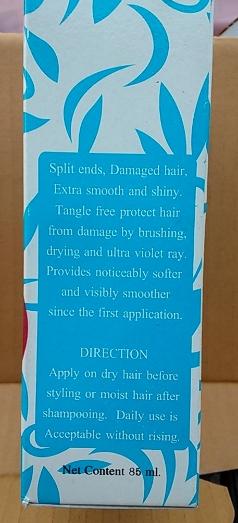 Split ends, Damaged hair,
Extra smooth and shiny.
Tangle free protect hair
from damage by brushing,
drying and ultra violet ray.
Provides noticeably softer
and visibly smoother
since the first application.
DIRECTION
Apply on dry hair before
styling or moist hair after
shampooing. Daily use is
Acceptable without rising.
Net Content 85 ml.